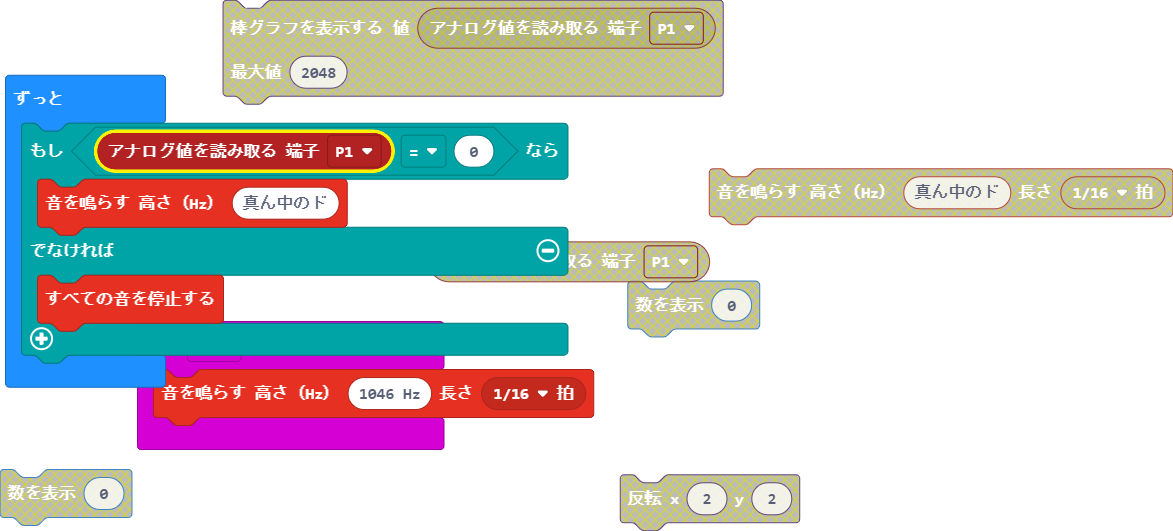 棒グラフを表示する 値 アナログ値を読み取る 端子 P1
最大値 2048
ずっと
もし アナログ値を読み取る 端子 P1 = 0 なら
音を鳴らす 高さ (Hz) 真ん中のド
音を鳴らす 高さ (Hz) 真ん中のド 長さ 1/16 拍
でなければ
取る 端子 P1
すべての音を停止する
数を表示 0
音を鳴らす 高さ (Hz) 1046 Hz 長さ 1/16 拍
数を表示 0
反転 x 2 y 2